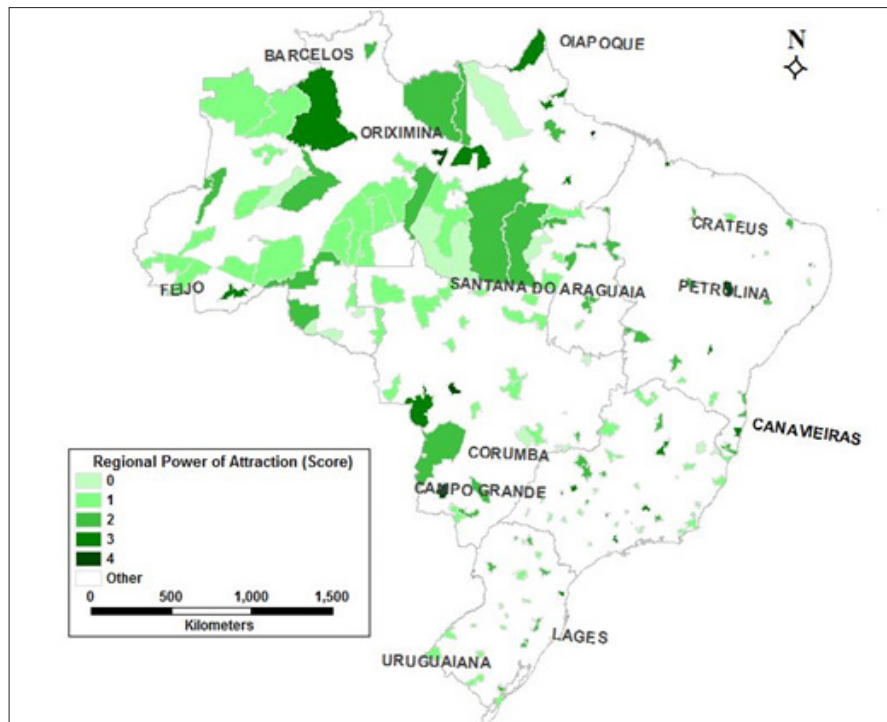 OIAPOQUE
BARCELOS
N
ORIXIMINA
CRATEUS
FEIJO
SANTANA DO ARAGUAIA
PETROLINA
CANAVIEIRAS
CORUMBA
CAMPO GRANDE
LAGES
URUGUAIANA
Regional Power of Attraction (Score)
0
1
2
3
4
Other
0 500 1,000 1,500
Kilometers